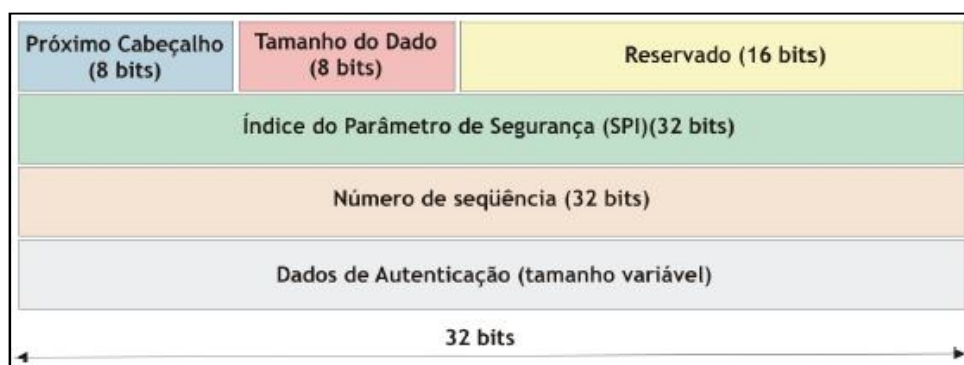 Próximo Cabeçalho
(8 bits)
Tamanho do Dado
(8 bits)
Reservado (16 bits)
Índice do Parâmetro de Segurança (SPI)(32 bits)
Número de seqüência (32 bits)
Dados de Autenticação (tamanho variável)
32 bits